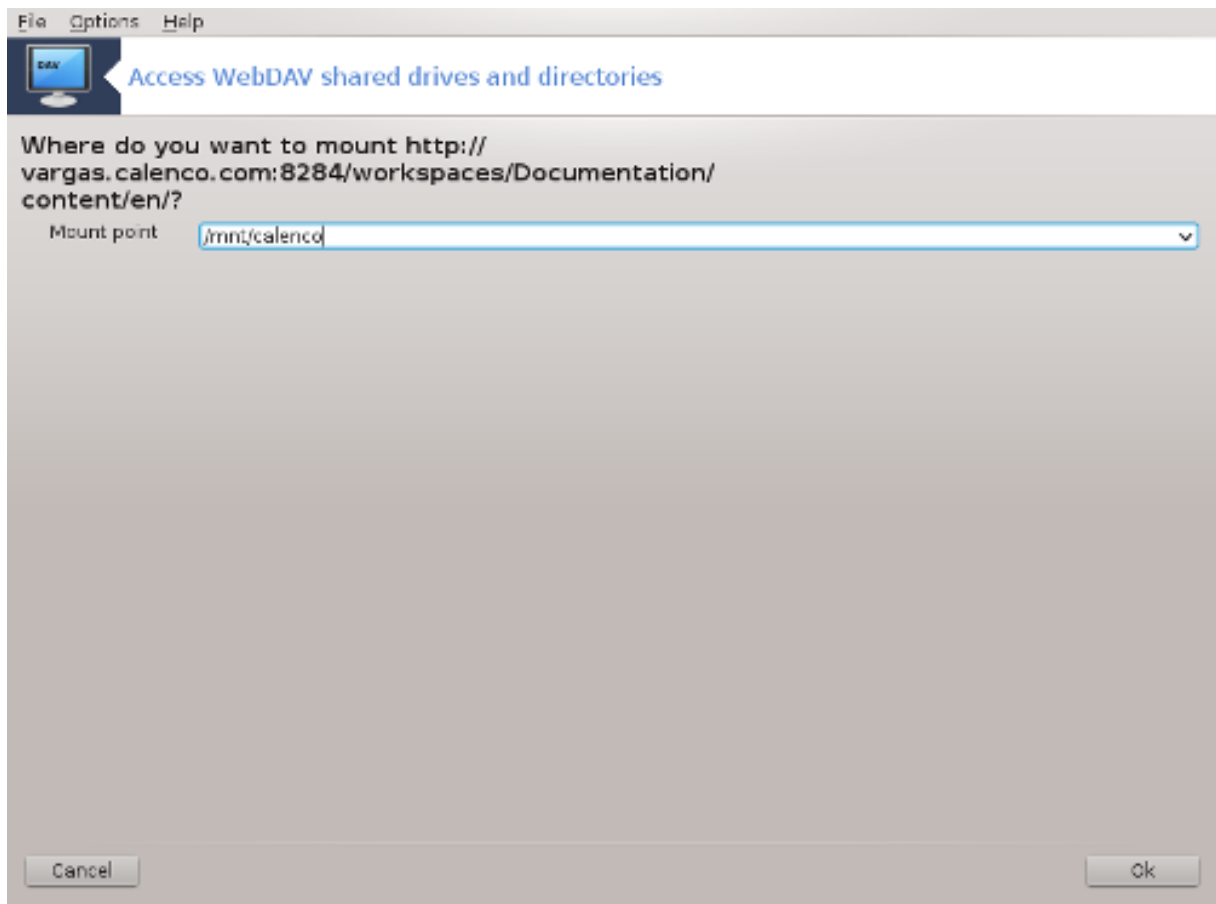 File Options Help
DAV
Access WebDAV shared drives and directories
Where do you want to mount http://
vargas.calenco.com:8284/workspaces/Documentation/
content/en/?
Mount point /mnt/calenco
Cancel Ok